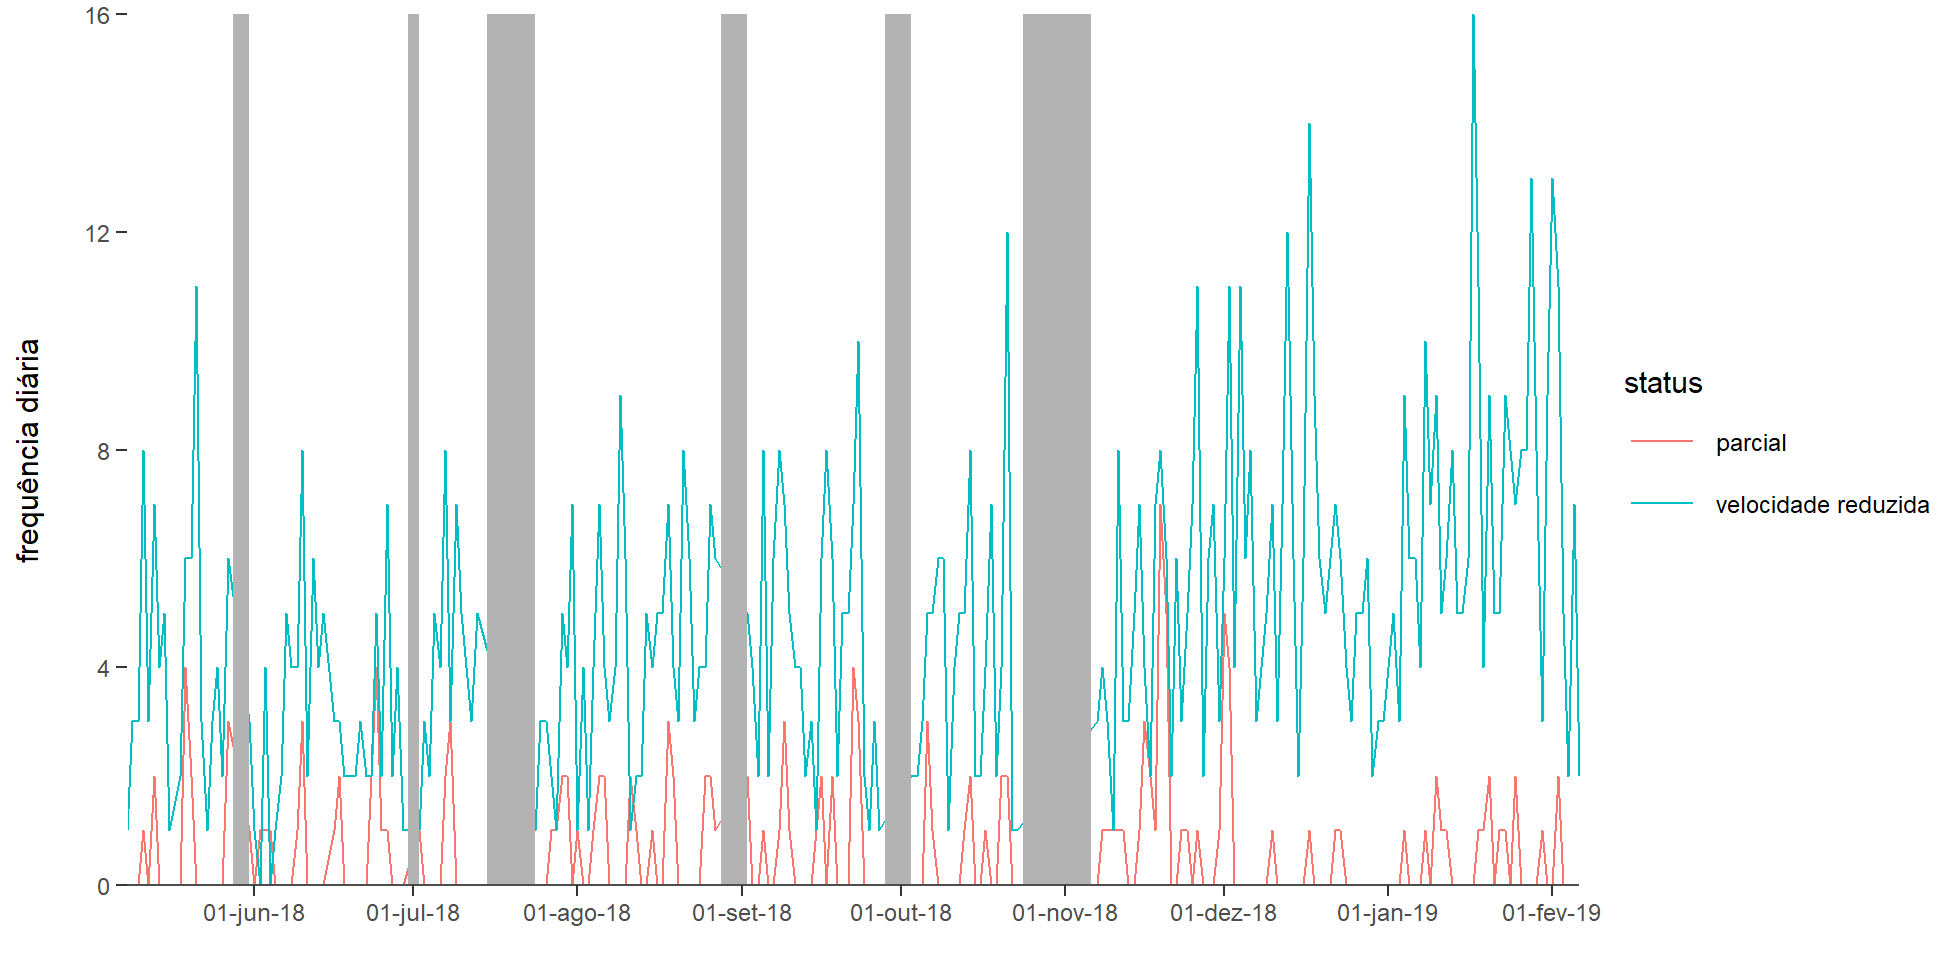 16
12
8
4
0
frequência diária
01-jun-18
01-jul-18
01-ago-18
01-set-18
01-out-18
01-nov-18
01-dez-18
01-jan-19
01-fev-19
status
parcial
velocidade reduzida